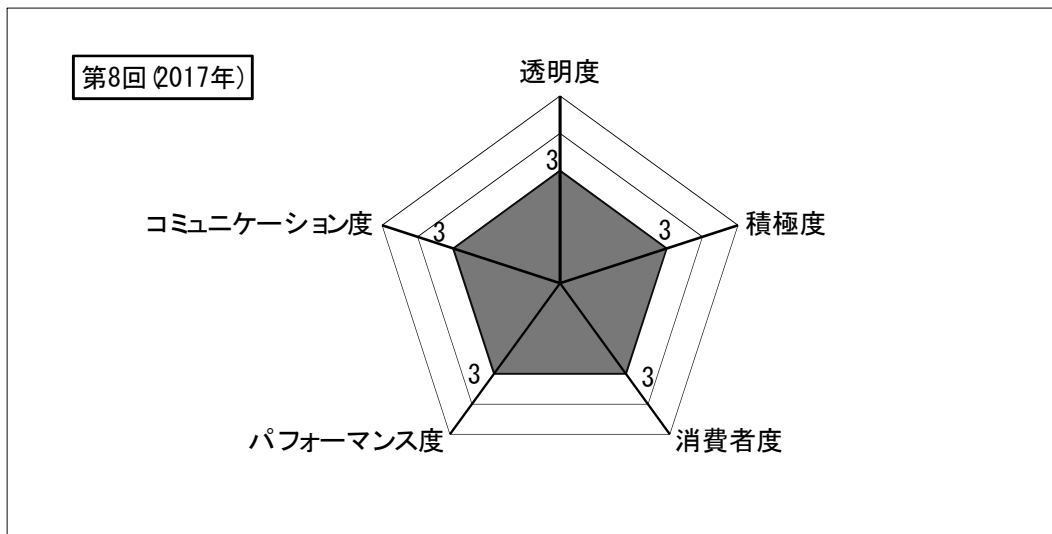 第8回(2017年)
透明度
3
コミュニケーション度
3
3
積極度
3
3
パフォーマンス度
消費者度